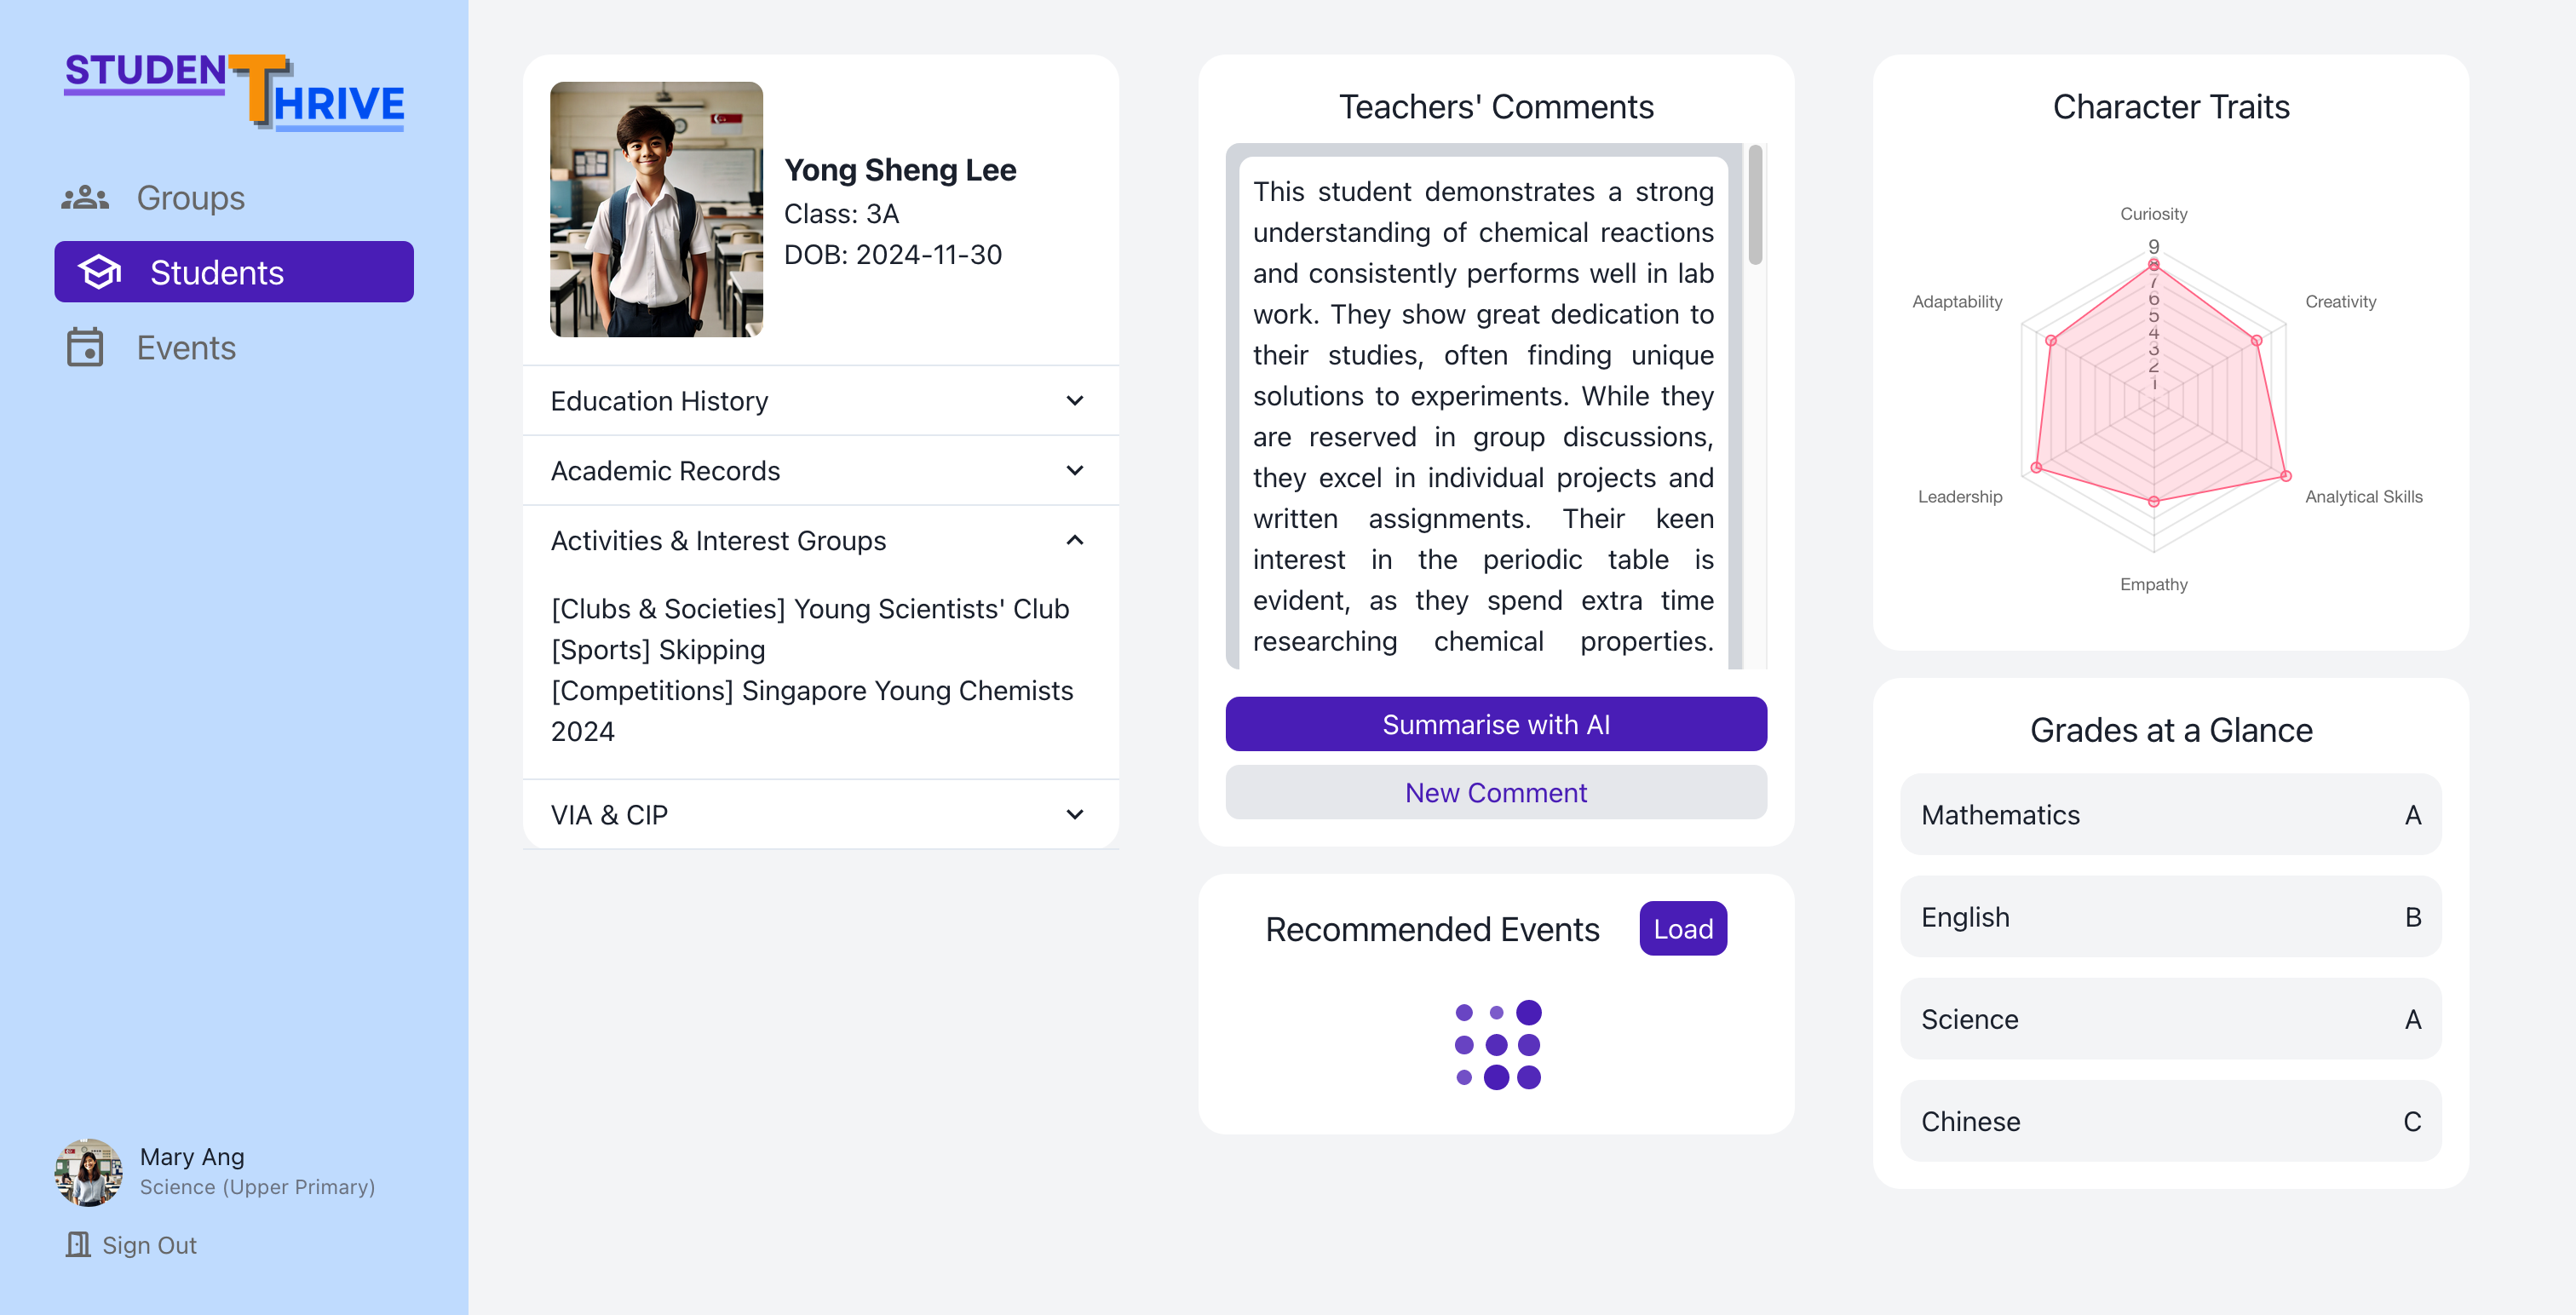 STUDENTHRIVE
Groups
Students
Events
Mary Ang
Science (Upper Primary)
Sign Out
Yong Sheng Lee
Class: 3A
DOB: 2024-11-30
Education History
Academic Records
Activities & Interest Groups
[Clubs & Societies] Young Scientists' Club
[Sports] Skipping
[Competitions] Singapore Young Chemists
2024
VIA & CIP
Teachers' Comments
This student demonstrates a strong
understanding of chemical reactions
and consistently performs well in lab
work. They show great dedication to
their studies, often finding unique
solutions to experiments. While they
are reserved in group discussions,
they excel in individual projects and
written assignments. Their keen
interest in the periodic table is
evident, as they spend extra time
researching chemical properties.
Summarise with AI
New Comment
Recommended Events
Load
Character Traits
Curiosity
9
8
7
6
5
4
3
2
1
Adaptability
Creativity
Leadership
Analytical Skills
Empathy
Grades at a Glance
Mathematics A
English B
Science A
Chinese C